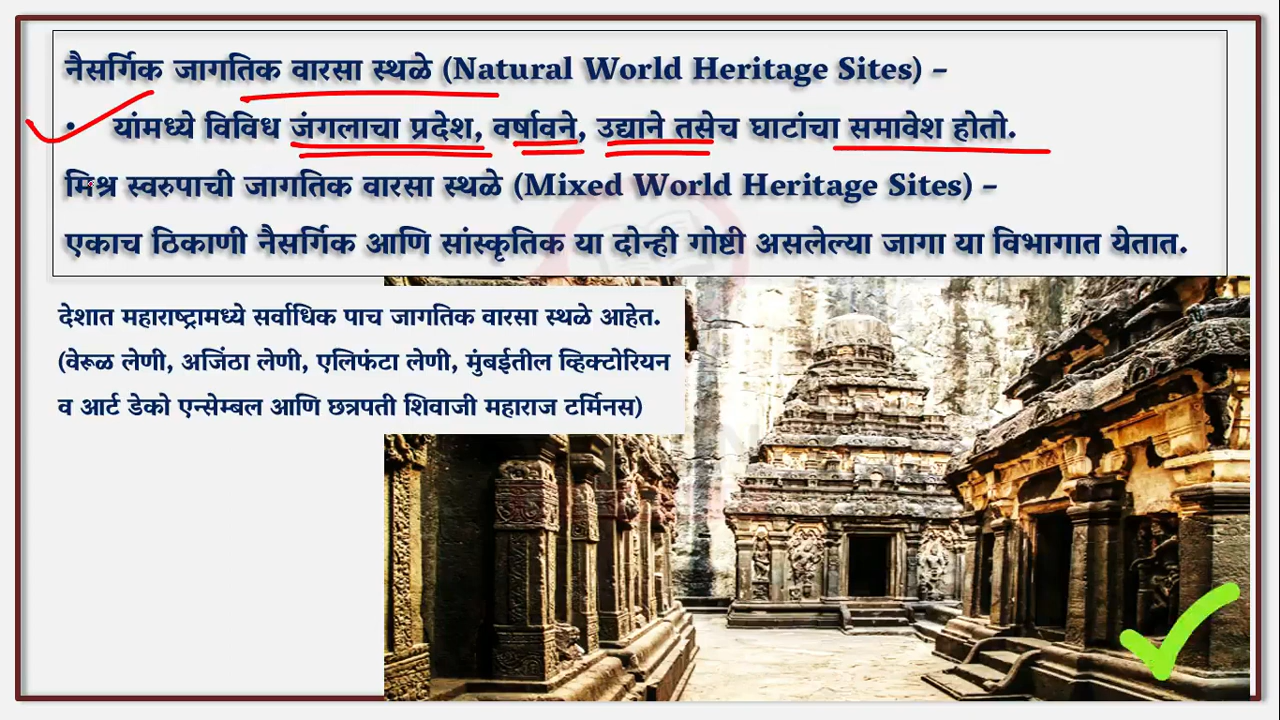 नैसर्गिक जागतिक वारसा स्थळे (Natural World Heritage Sites) –
• यांमध्ये विविध जंगलाचा प्रदेश, वर्षावने, उद्याने तसेच घाटांचा समावेश होतो.
मिश्र स्वरुपाची जागतिक वारसा स्थळे (Mixed World Heritage Sites) –
एकाच ठिकाणी नैसर्गिक आणि सांस्कृतिक या दोन्ही गोष्टी असलेल्या जागा या विभागात येतात.
देशात महाराष्ट्रामध्ये सर्वाधिक पाच जागतिक वारसा स्थळे आहेत.
(वेरूळ लेणी, अजिंठा लेणी, एलिफंटा लेणी, मुंबईतील व्हिक्टोरियन
व आर्ट डेको एन्सेम्बल आणि छत्रपती शिवाजी महाराज टर्मिनस)